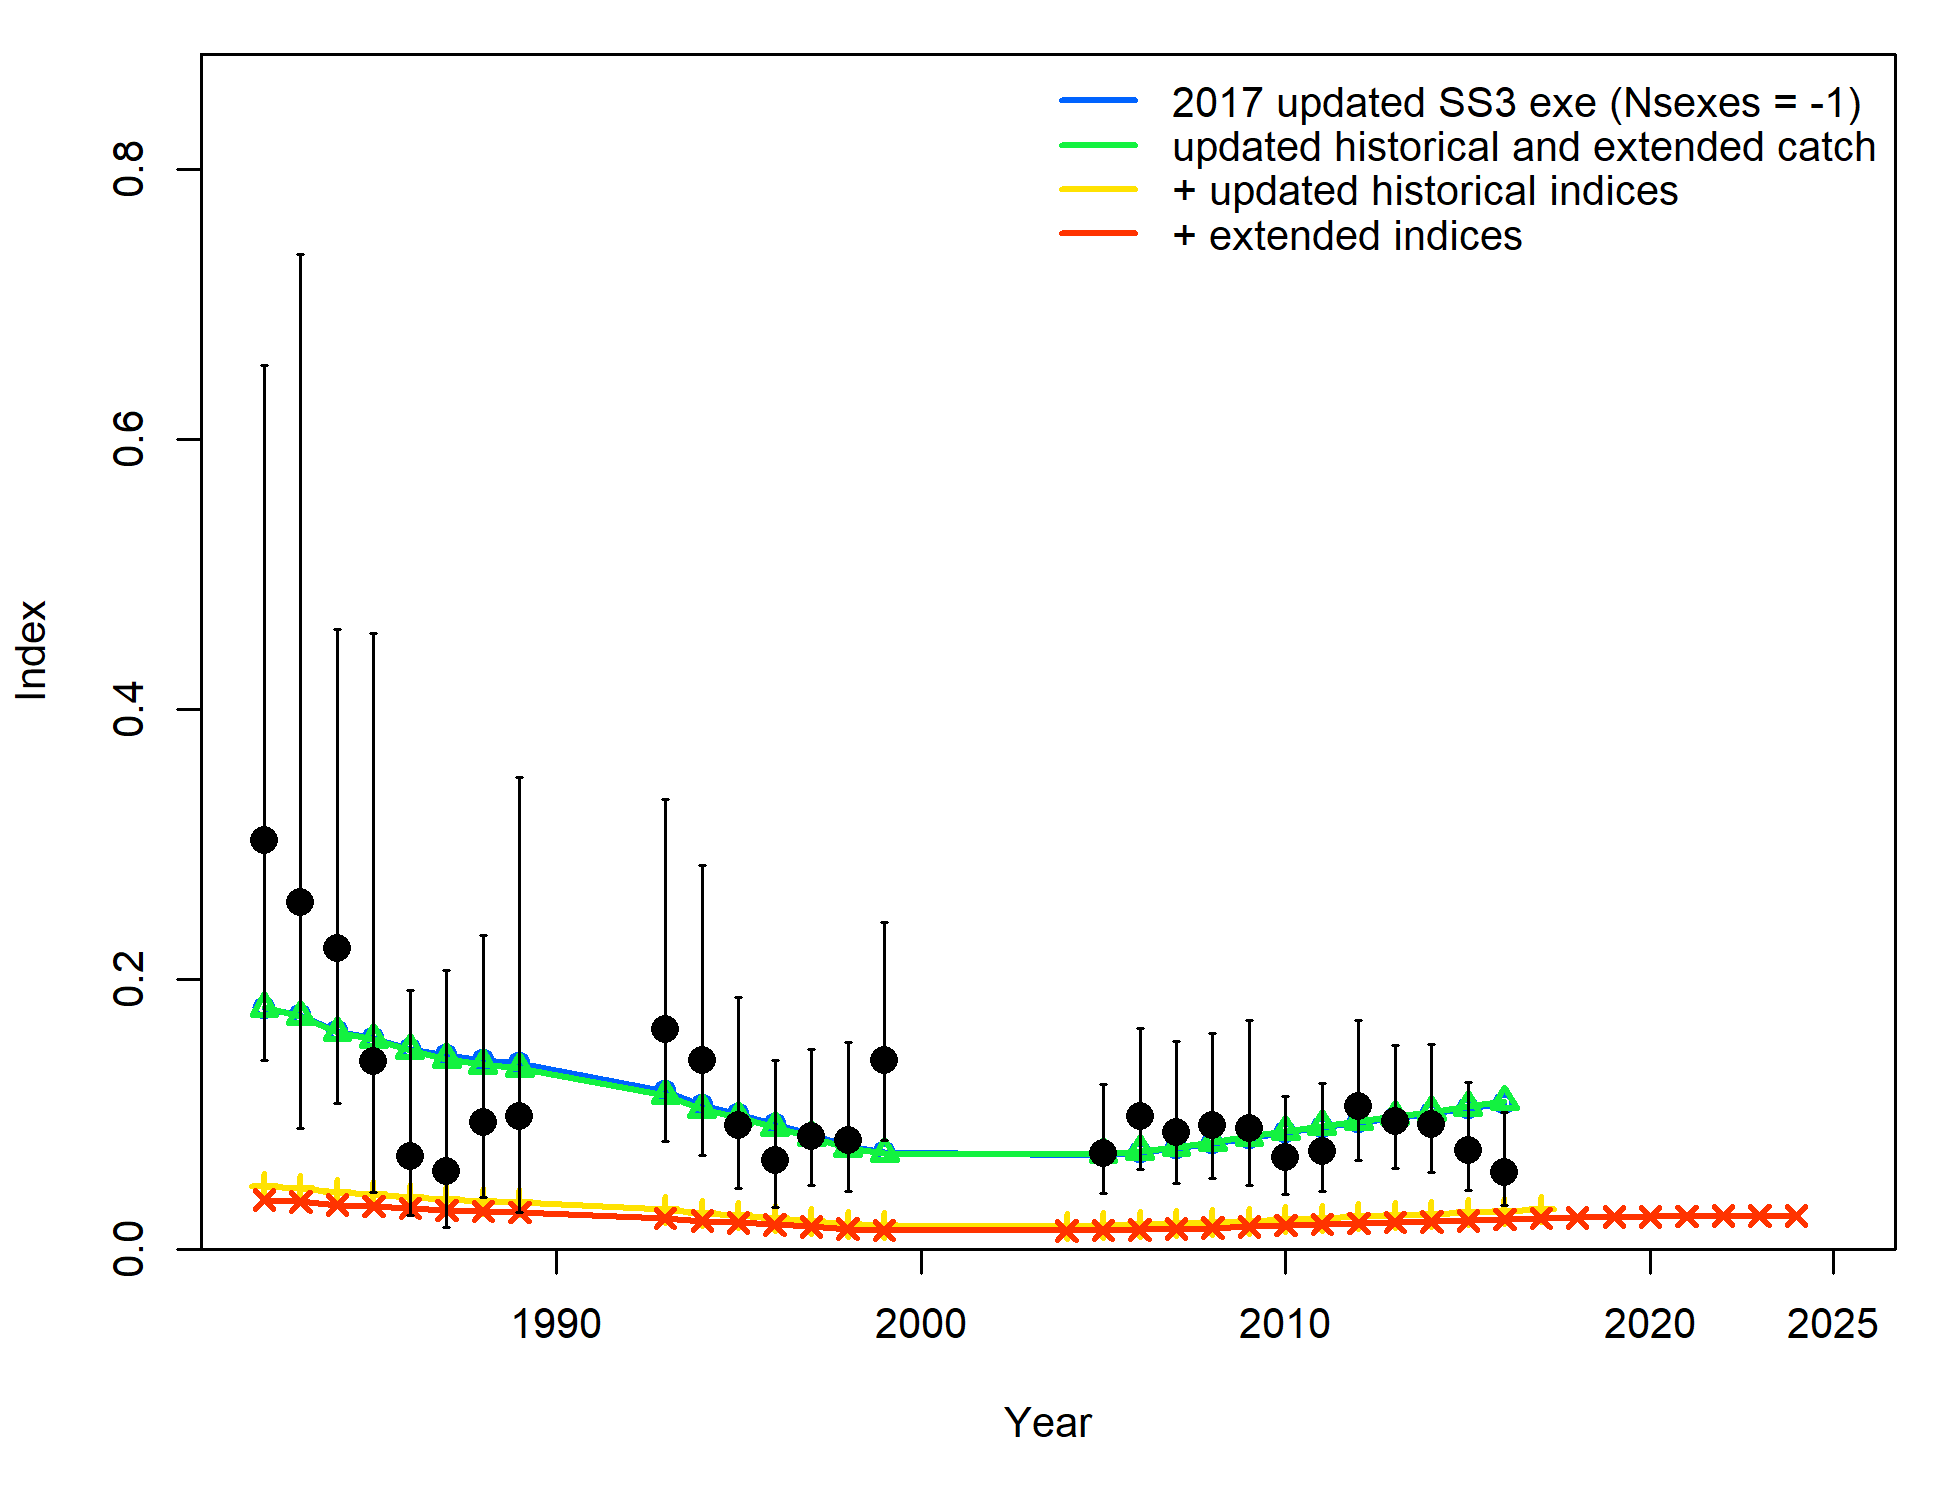 2017 updated SS3 exe (Nsexes = -1)
updated historical and extended catch
+ updated historical indices
+ extended indices
0.8
0.6
0.4
0.2
0.0
Index
1990
2000
2010
2020
2025
Year